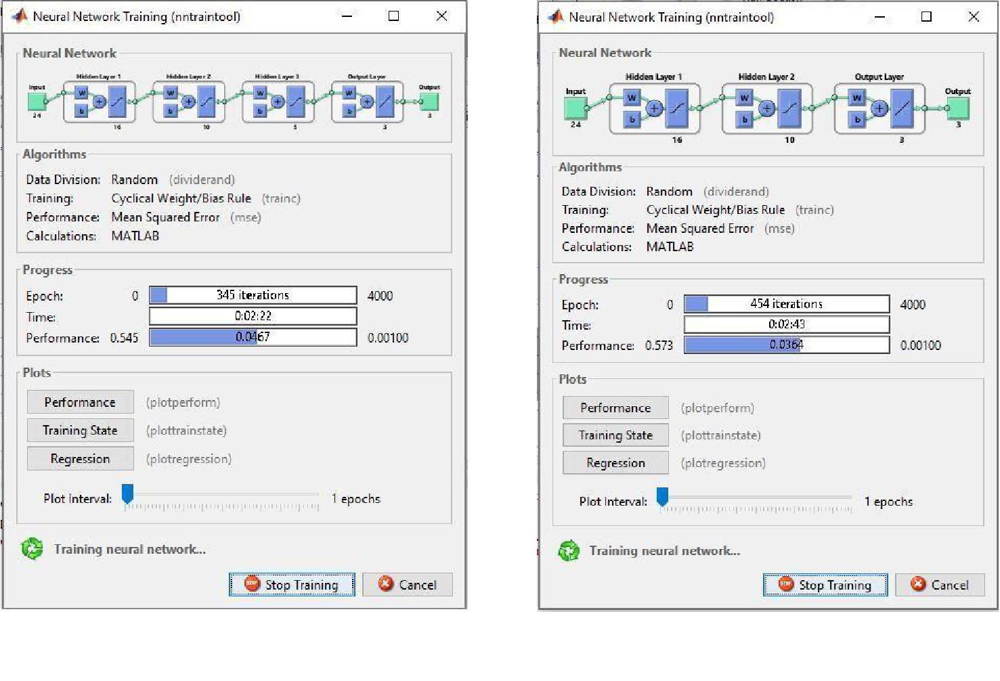 Neural Network Training (nntraintool)
Neural Network
Hidden Layer 1 Hidden Layer 2 Hidden Layer 3 Output Layer
Input Output
W W W W
b b b b
24 3
16 10 5 3
Algorithms
Data Division: Random (dividerand)
Training: Cyclical Weight/Bias Rule (trainc)
Performance: Mean Squared Error (mse)
Calculations: MATLAB
Progress
Epoch: 0 345 iterations 4000
Time: 0:02:22
Performance: 0.545 0.0467 0.00100
Plots
Performance (plotperform)
Training State (plottrainstate)
Regression (plotregression)
Plot Interval: 1 epochs
Training neural network...
STOP Stop Training Cancel
Neural Network Training (nntraintool)
Neural Network
Hidden Layer 1 Hidden Layer 2 Output Layer
Input Output
W W W
b b b
24 3
16 10 3
Algorithms
Data Division: Random (dividerand)
Training: Cyclical Weight/Bias Rule (trainc)
Performance: Mean Squared Error (mse)
Calculations: MATLAB
Progress
Epoch: 0 454 iterations 4000
Time: 0:02:43
Performance: 0.573 0.0364 0.00100
Plots
Performance (plotperform)
Training State (plottrainstate)
Regression (plotregression)
Plot Interval: 1 epochs
Training neural network...
STOP Stop Training Cancel